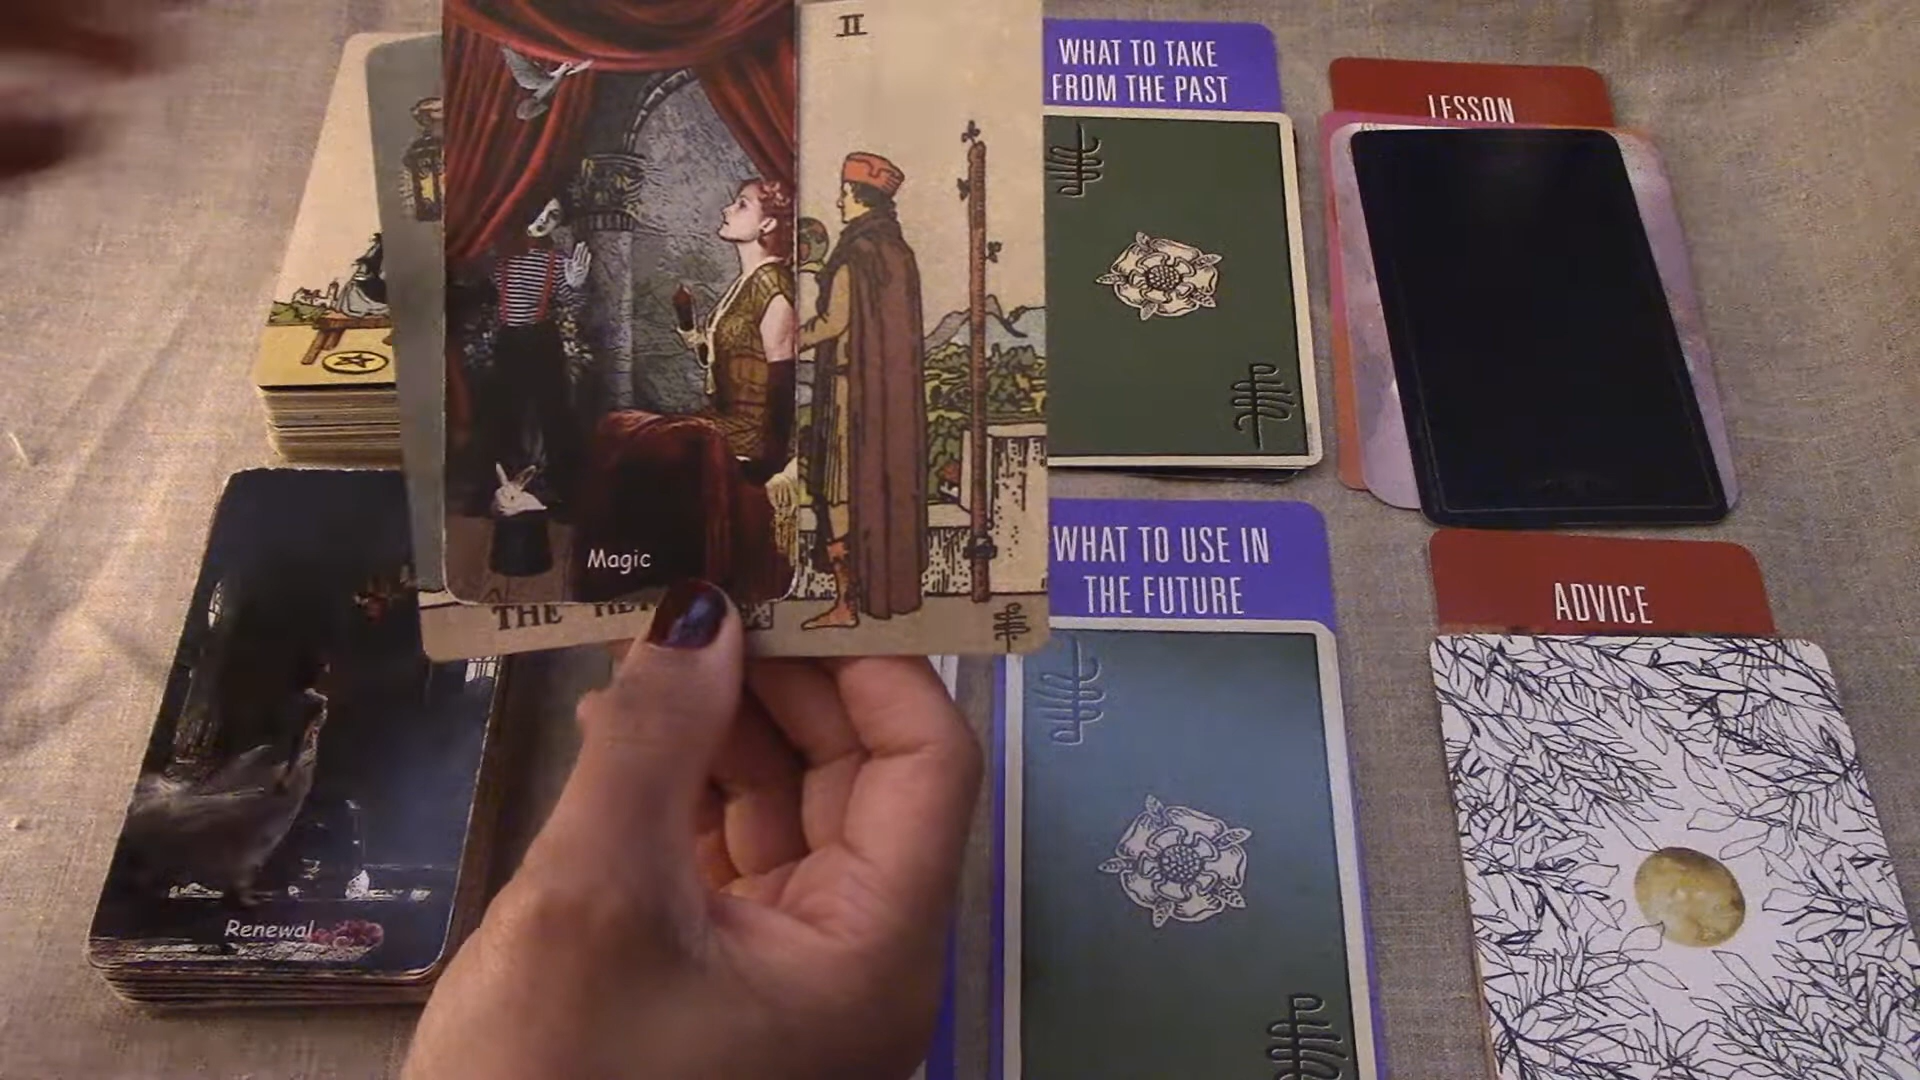 II
WHAT TO TAKE
FROM THE PAST
LESSON
Magic
THE
WHAT TO USE IN
THE FUTURE
ADVICE
Renewal